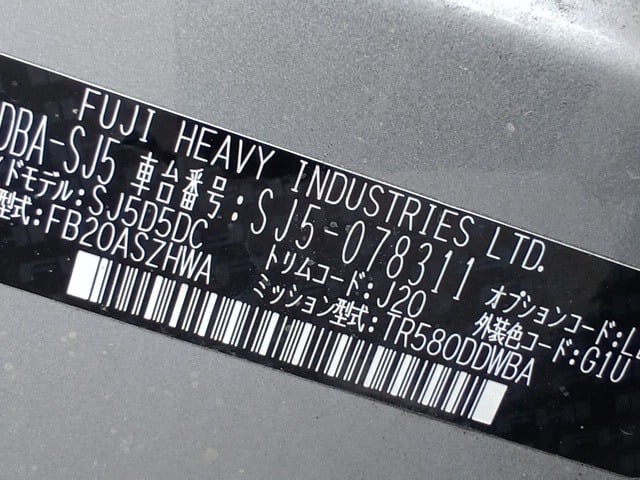 FUJI HEAVY INDUSTRIES LTD.
DBA-SJ5 車台番号:SJ5-078311
イドモデル:SJ5D5DC トリムコード:J20 オプションコード:L
型式:FB20ASZHWA ミッション型式:TR580DDWBA 外装色コード:G1U